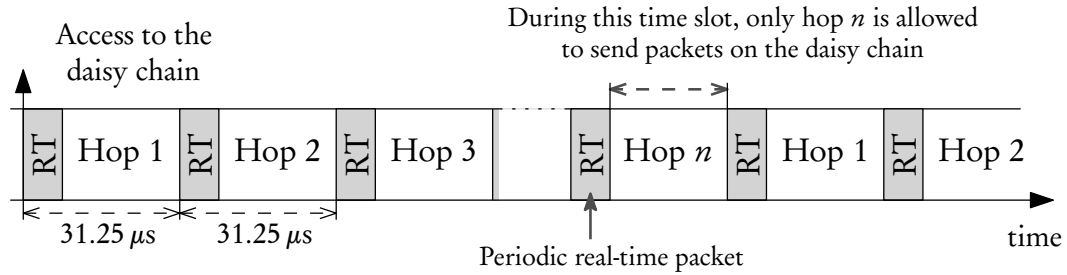 During this time slot, only hop n is allowed
to send packets on the daisy chain
Access to the
daisy chain
RT Hop 1 RT Hop 2 RT Hop 3 RT Hop n RT Hop 1 RT Hop 2
31.25 µs 31.25 µs
time
Periodic real-time packet